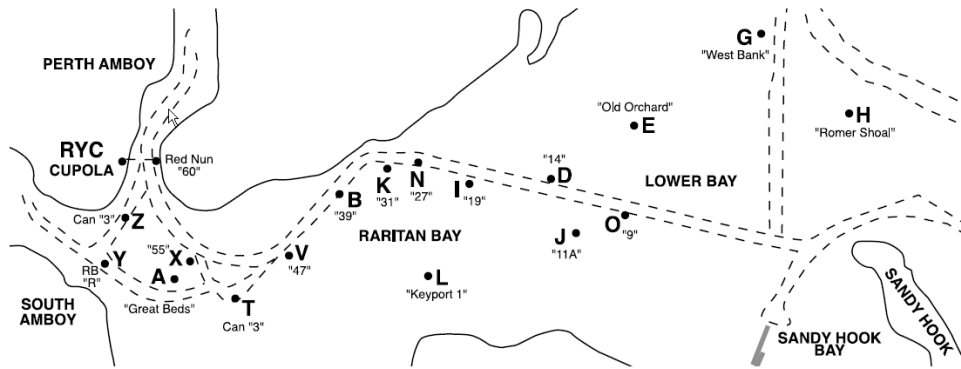 PERTH AMBOY
RYC
CUPOLA
Red Nun
"60"
Can "3"
Z
Y
RB
"R"
"55"
X
A
"Great Beds"
SOUTH
AMBOY
T
Can "3"
V
"47"
B
"39"
K
"31"
N
"27"
I
"19"
RARITAN BAY
L
"Keyport 1"
"14"
D
"Old Orchard"
E
O
"9"
J
"11A"
LOWER BAY
G
"West Bank"
H
"Romer Shoal"
SANDY HOOK
BAY
SANDY HOOK